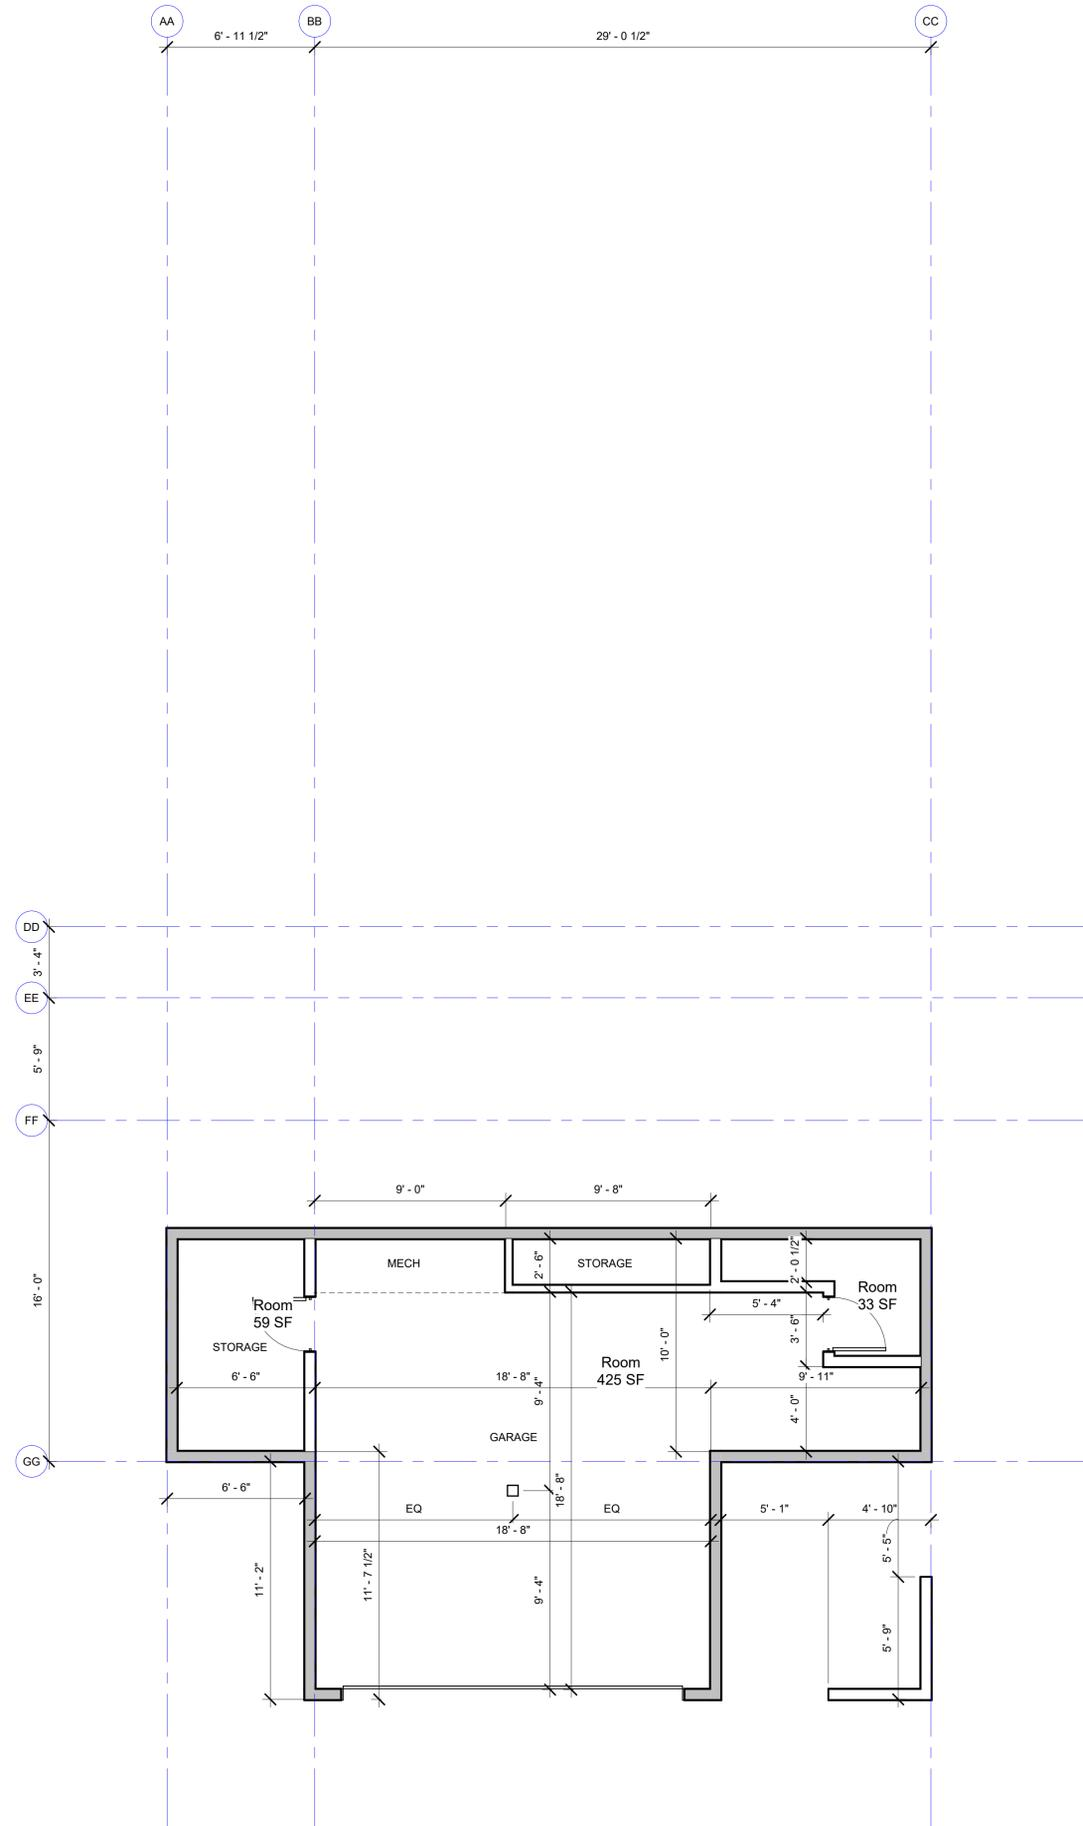 AA
BB
CC
6' - 11 1/2"
29' - 0 1/2"
DD
3' - 4"
EE
5' - 9"
FF
16' - 0"
GG
9' - 0"
9' - 8"
MECH
2' - 6"
STORAGE
2' - 0 1/2"
Room
59 SF
Room
33 SF
5' - 4"
3' - 6"
STORAGE
10' - 0"
Room
425 SF
6' - 6"
18' - 8"
9' - 4"
9' - 11"
4' - 0"
GARAGE
6' - 6"
EQ
18' - 8"
EQ
5' - 1"
4' - 10"
18' - 8"
5' - 5"
11' - 2"
11' - 7 1/2"
9' - 4"
5' - 9"